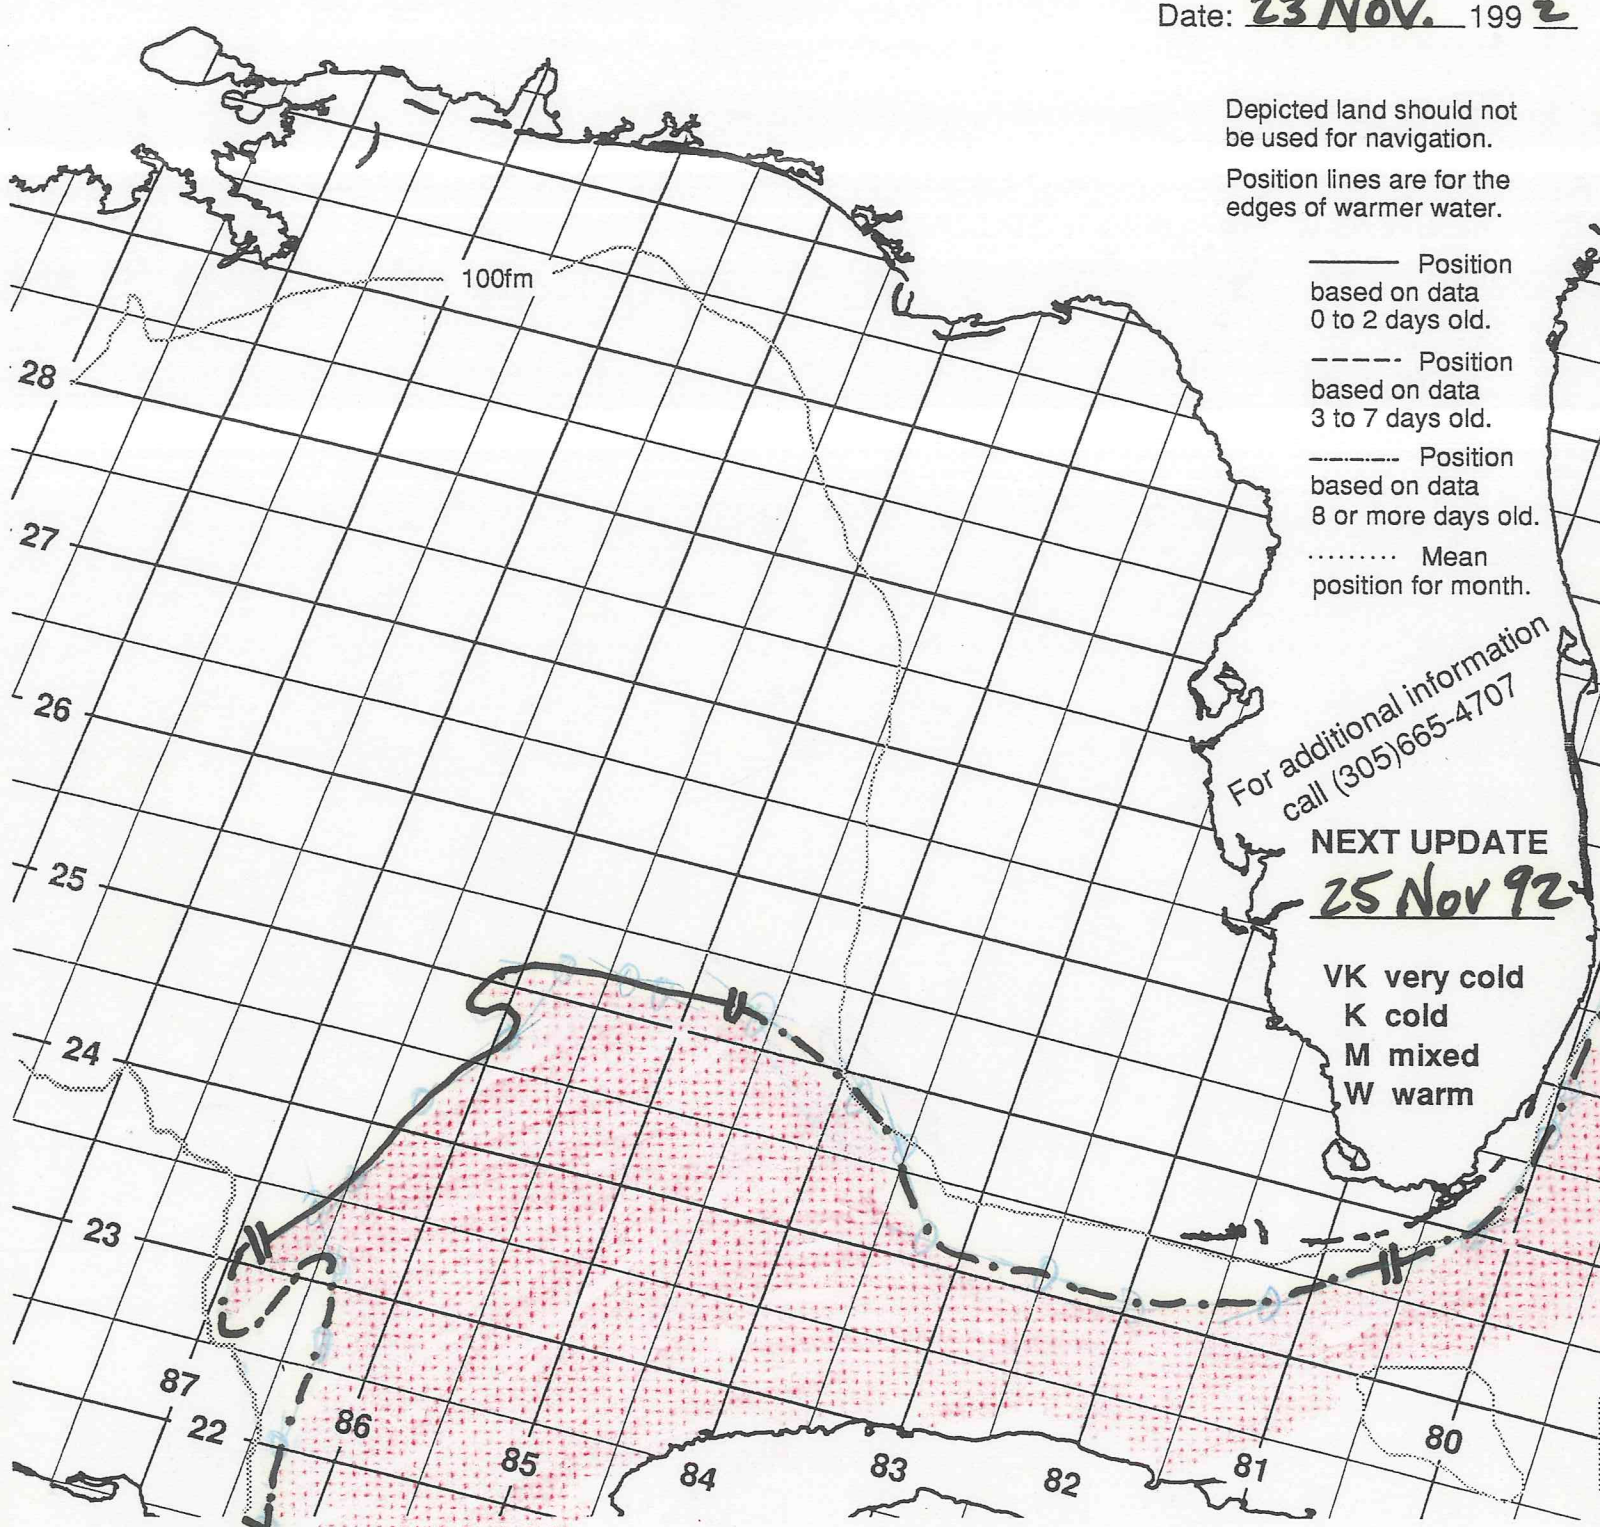 Date: 23 NOV. 1992
Depicted land should not
be used for navigation.
Position lines are for the
edges of warmer water.
Position
based on data
0 to 2 days old.
Position
based on data
3 to 7 days old.
Position
based on data
8 or more days old.
Mean
position for month.
For additional information
call (305)665-4707
NEXT UPDATE
25 Nov 92
VK very cold
K cold
M mixed
W warm
100fm
28
27
26
25
24
23
22
87
86
85
84
83
82
81
80